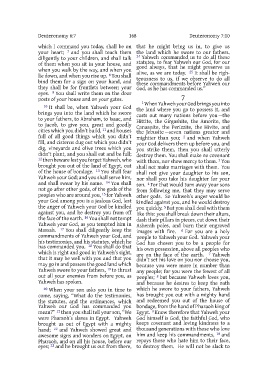 Deuteronomy 6:7 168 Deuteronomy 7:10
which I command you today, shall be on
your heart; 7 and you shall teach them
diligently to your children, and shall talk
of them when you sit in your house, and
when you walk by the way, and when you
lie down, and when you rise up. 8 You shall
bind them for a sign on your hand, and
they shall be for frontlets between your
eyes. 9 You shall write them on the door
posts of your house and on your gates.
10 It shall be, when Yahweh your God
brings you into the land which he swore
to your fathers, to Abraham, to Isaac, and
to Jacob, to give you, great and goodly
cities which you didn't build, 11 and houses
full of all good things which you didn't
fill, and cisterns dug out which you didn't
dig, vineyards and olive trees which you
didn't plant, and you shall eat and be full;
12 then beware lest you forget Yahweh, who
brought you out of the land of Egypt, out
of the house of bondage. 13 You shall fear
Yahweh your God; and you shall serve him,
and shall swear by his name. 14 You shall
not go after other gods, of the gods of the
peoples who are around you, 15 for Yahweh
your God among you is a jealous God, lest
the anger of Yahweh your God be kindled
against you, and he destroy you from off
the face of the earth. 16 You shall not tempt
Yahweh your God, as you tempted him in
Massah. 17 You shall diligently keep the
commandments of Yahweh your God, and
his testimonies, and his statutes, which he
has commanded you. 18 You shall do that
which is right and good in Yahweh's sight,
that it may be well with you and that you
may go in and possess the good land which
Yahweh swore to your fathers, 19 to thrust
out all your enemies from before you, as
Yahweh has spoken.
20 When your son asks you in time to
come, saying, "What do the testimonies,
the statutes, and the ordinances, which
Yahweh our God has commanded you
mean?" 21 then you shall tell your son, "We
were Pharaoh's slaves in Egypt. Yahweh
brought us out of Egypt with a mighty
hand; 22 and Yahweh showed great and
awesome signs and wonders on Egypt, on
Pharaoh, and on all his house, before our
eyes; 23 and he brought us out from there,
that he might bring us in, to give us
the land which he swore to our fathers.
24 Yahweh commanded us to do all these
statutes, to fear Yahweh our God, for our
good always, that he might preserve us
alive, as we are today. 25 It shall be right-
eousness to us, if we observe to do all
these commandments before Yahweh our
God, as he has commanded us."
7
1 When Yahweh your God brings you into
the land where you go to possess it, and
casts out many nations before you—the
Hittite, the Girgashite, the Amorite, the
Canaanite, the Perizzite, the Hivite, and
the Jebusite—seven nations greater and
mightier than you; 2 and when Yahweh
your God delivers them up before you, and
you strike them, then you shall utterly
destroy them. You shall make no covenant
with them, nor show mercy to them. 3 You
shall not make marriages with them. You
shall not give your daughter to his son,
nor shall you take his daughter for your
son. 4 For that would turn away your sons
from following me, that they may serve
other gods. So Yahweh's anger would be
kindled against you, and he would destroy
you quickly. 5 But you shall deal with them
like this: you shall break down their altars,
dash their pillars in pieces, cut down their
Asherah poles, and burn their engraved
images with fire. 6 For you are a holy
people to Yahweh your God. Yahweh your
God has chosen you to be a people for
his own possession, above all peoples who
are on the face of the earth. 7 Yahweh
didn't set his love on you nor choose you,
because you were more in number than
any people; for you were the fewest of all
peoples; 8 but because Yahweh loves you,
and because he desires to keep the oath
which he swore to your fathers, Yahweh
has brought you out with a mighty hand
and redeemed you out of the house of
bondage, from the hand of Pharaoh king of
Egypt. 9 Know therefore that Yahweh your
God himself is God, the faithful God, who
keeps covenant and loving kindness to a
thousand generations with those who love
him and keep his commandments, 10 and
repays those who hate him to their face,
to destroy them. He will not be slack to